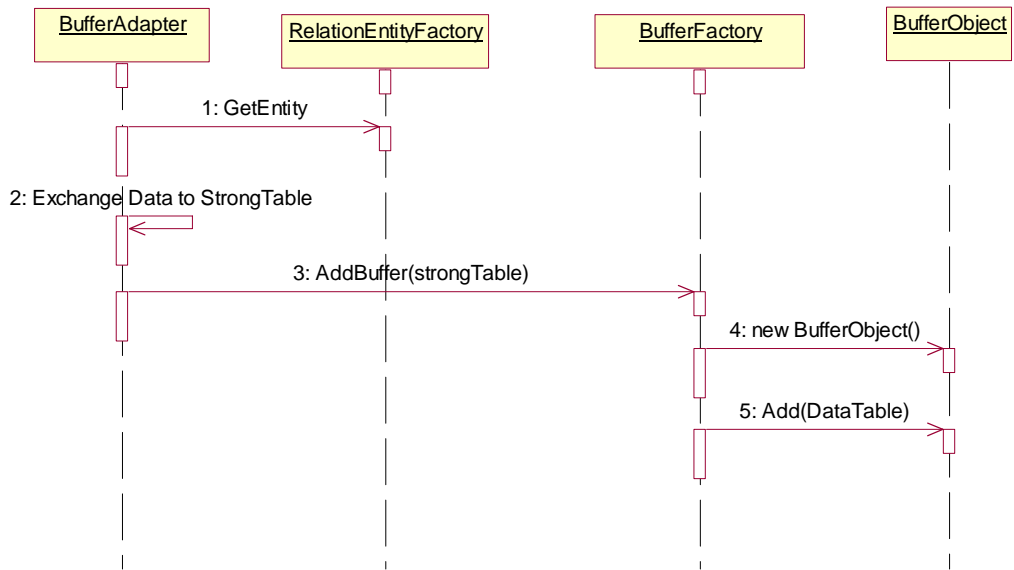 BufferAdapter
RelationEntityFactory
BufferFactory
BufferObject
1: GetEntity
2: Exchange Data to StrongTable
3: AddBuffer(strongTable)
4: new BufferObject()
5: Add(DataTable)